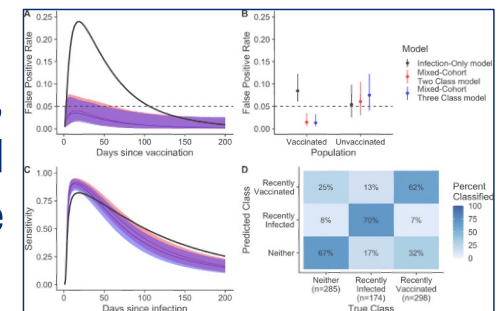 A
B
0.25
0.20
0.15
0.10
0.05
0.00
False Positive Rate
0 50 100 150 200
Days since vaccination
0.25
0.20
0.15
0.10
0.05
0.00
False Positive Rate
Vaccinated Unvaccinated
Population
Model
Infection-Only model
Mixed-Cohort
Two Class model
Mixed-Cohort
Three Class model
C
D
1.00
0.75
0.50
0.25
0.00
Sensitivity
0 50 100 150 200
Days since infection
Predicted Class
Recently
Vaccinated
25% 13% 62%
Recently
Infected
8% 70% 7%
Neither
67% 17% 32%
Neither
(n=285)
Recently
Infected
(n=174)
Recently
Vaccinated
(n=298)
True Class
Percent
Classified
100
75
50
25
0